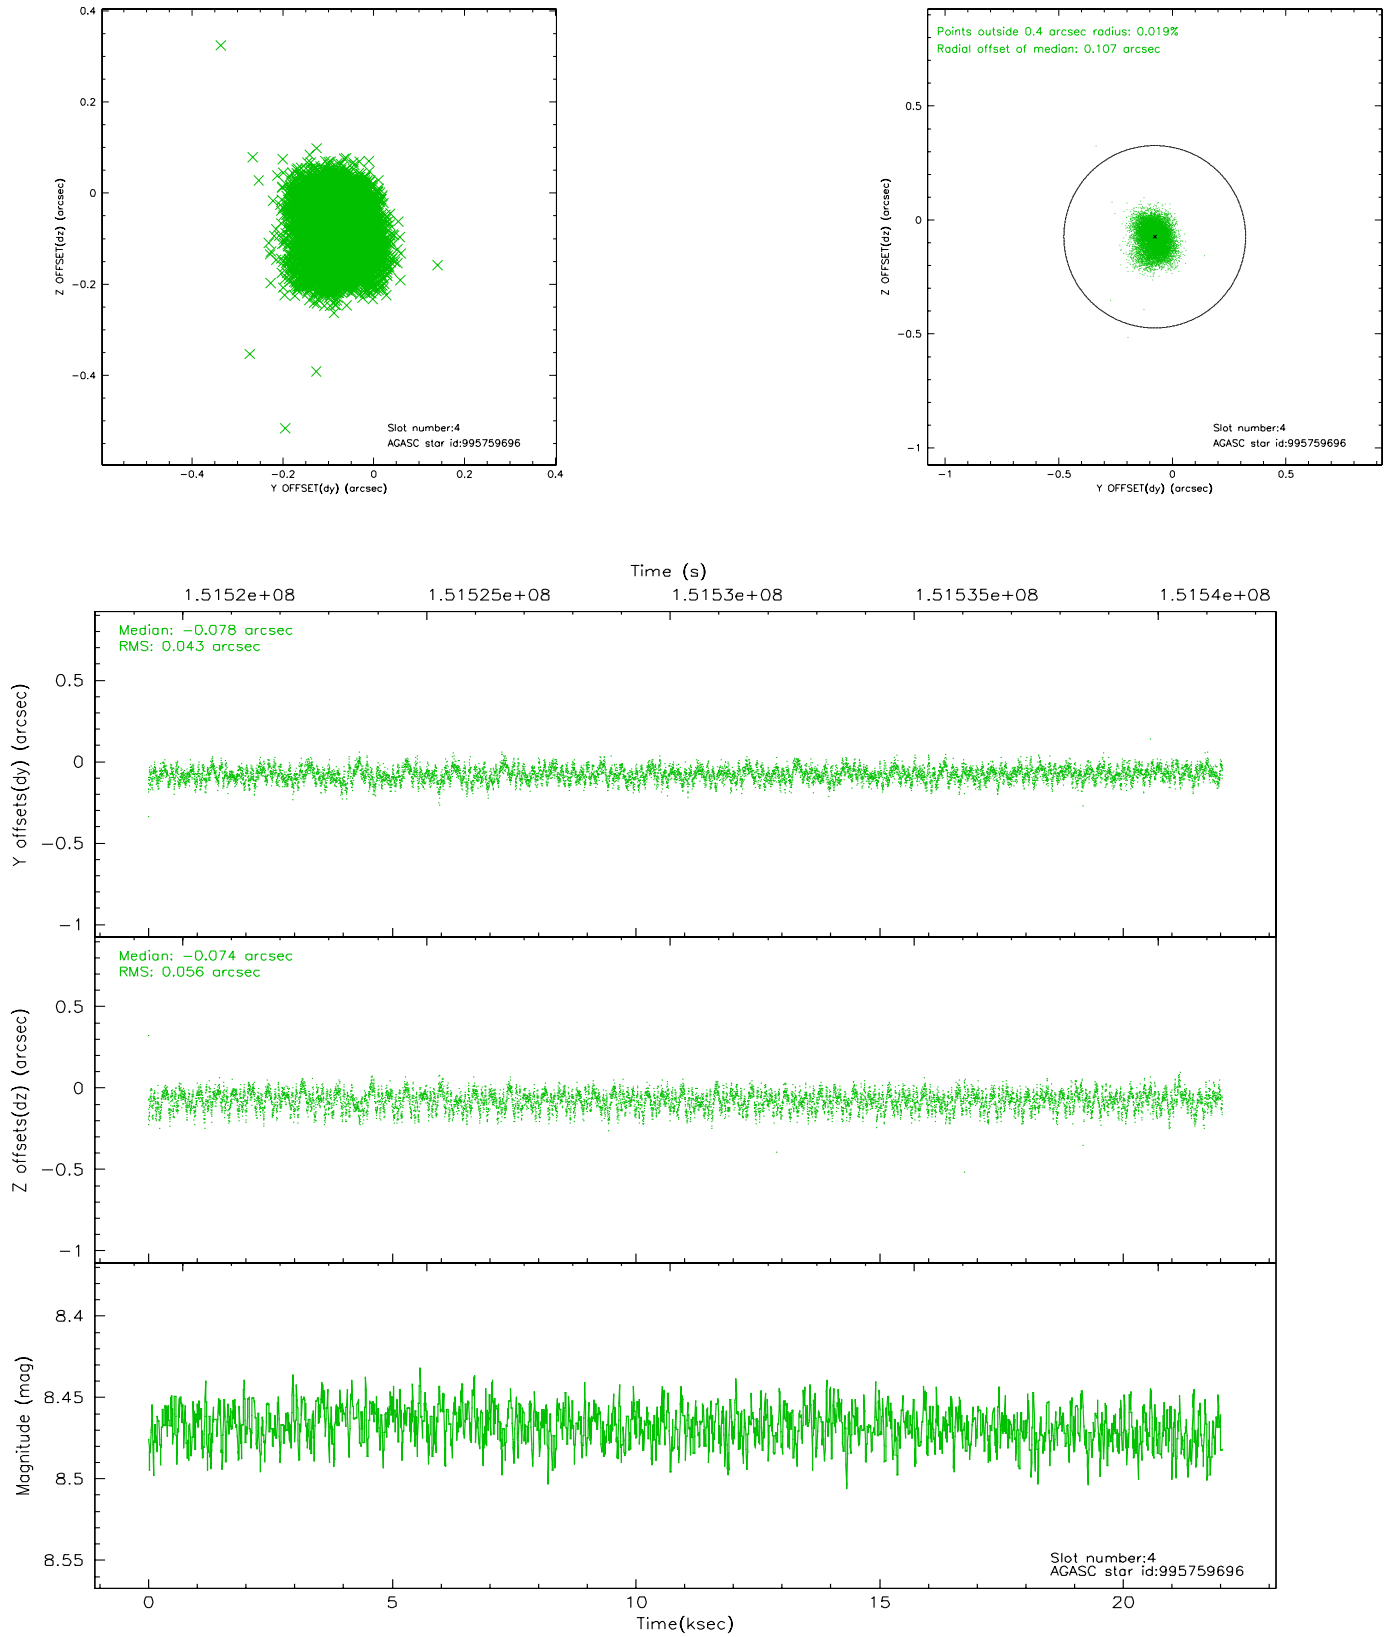 0.4
0.2
0
−0.2
−0.4
Z OFFSET(dz) (arcsec)
Slot number:4
AGASC star id:995759696
−0.4 −0.2 0 0.2 0.4
Y OFFSET(dy) (arcsec)
Points outside 0.4 arcsec radius: 0.019%
Radial offset of median: 0.107 arcsec
0.5
0
−0.5
−1
Z OFFSET(dz) (arcsec)
Slot number:4
AGASC star id:995759696
−1 −0.5 0 0.5
Y OFFSET(dy) (arcsec)
Time (s)
1.5152e+08 1.51525e+08 1.5153e+08 1.51535e+08 1.5154e+08
Median: −0.078 arcsec
RMS: 0.043 arcsec
0.5
0
−0.5
−1
Y offsets(dy) (arcsec)
Median: −0.074 arcsec
RMS: 0.056 arcsec
0.5
0
−0.5
−1
Z offsets(dz) (arcsec)
8.4
8.45
8.5
8.55
Magnitude (mag)
Slot number:4
AGASC star id:995759696
0 5 10 15 20
Time(ksec)